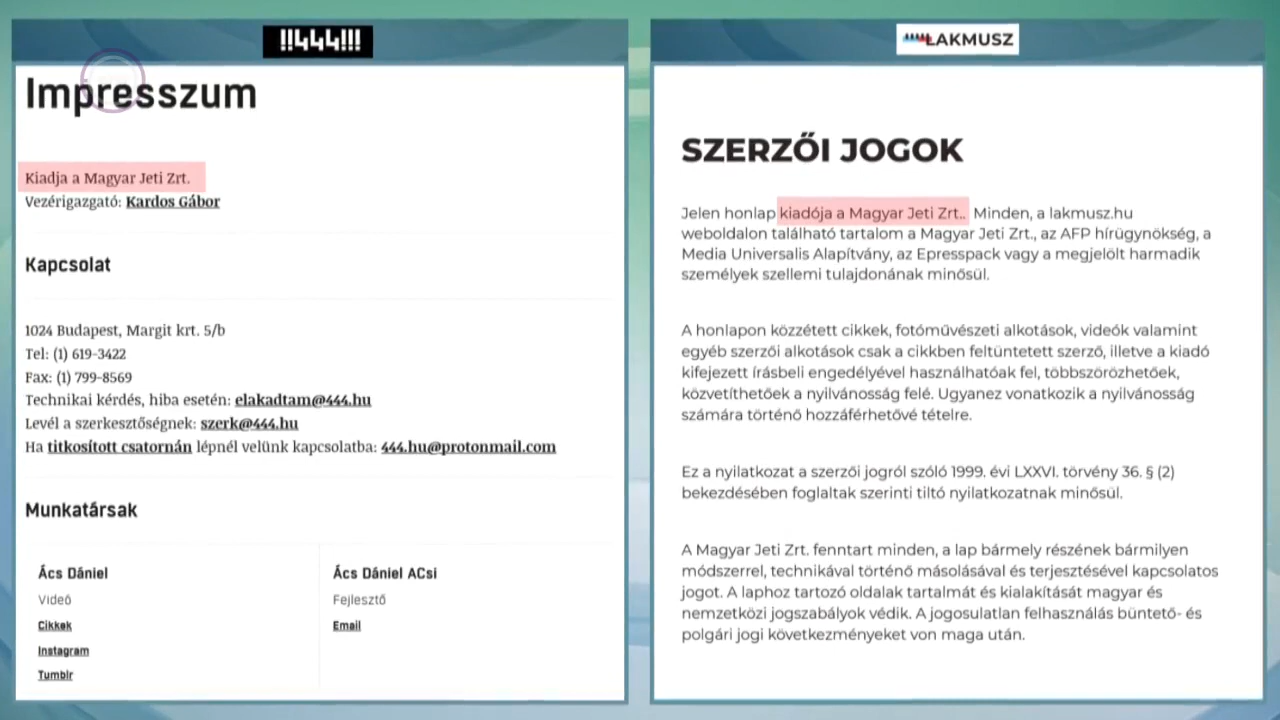 !!444!!!
Impresszum
Kiadja a Magyar Jeti Zrt.
Vezérigazgató: Kardos Gábor
Kapcsolat
1024 Budapest, Margit krt. 5/b
Tel: (1) 619-3422
Fax: (1) 799-8569
Technikai kérdés, hiba esetén: elakadtam@444.hu
Levél a szerkesztőségnek: szerk@444.hu
Ha titkosított csatornán lépnél velünk kapcsolatba: 444.hu@protonmail.com
Munkatársak
Ács Dániel
Videó
Cikkek
Instagram
Tumblr
Ács Dániel ACsi
Fejlesztő
Email
LAKMUSZ
SZERZŐI JOGOK
Jelen honlap kiadója a Magyar Jeti Zrt.. Minden, a lakmusz.hu
weboldalon található tartalom a Magyar Jeti Zrt., az AFP hírügynökség, a
Media Universalis Alapítvány, az Epresspack vagy a megjelölt harmadik
személyek szellemi tulajdonának minősül.
A honlapon közzétett cikkek, fotóművészeti alkotások, videók valamint
egyéb szerzői alkotások csak a cikkben feltüntetett szerző, illetve a kiadó
kifejezett írásbeli engedélyével használhatóak fel, többszörözhetőek,
közvetíthetőek a nyilvánosság felé. Ugyanez vonatkozik a nyilvánosság
számára történő hozzáférhetővé tételre.
Ez a nyilatkozat a szerzői jogról szóló 1999. évi LXXVI. törvény 36. § (2)
bekezdésében foglaltak szerinti tiltó nyilatkozatnak minősül.
A Magyar Jeti Zrt. fenntart minden, a lap bármely részének bármilyen
módszerrel, technikával történő másolásával és terjesztésével kapcsolatos
jogot. A laphoz tartozó oldalak tartalmát és kialakítását magyar és
nemzetközi jogszabályok védik. A jogosulatlan felhasználás büntető- és
polgári jogi következményeket von maga után.